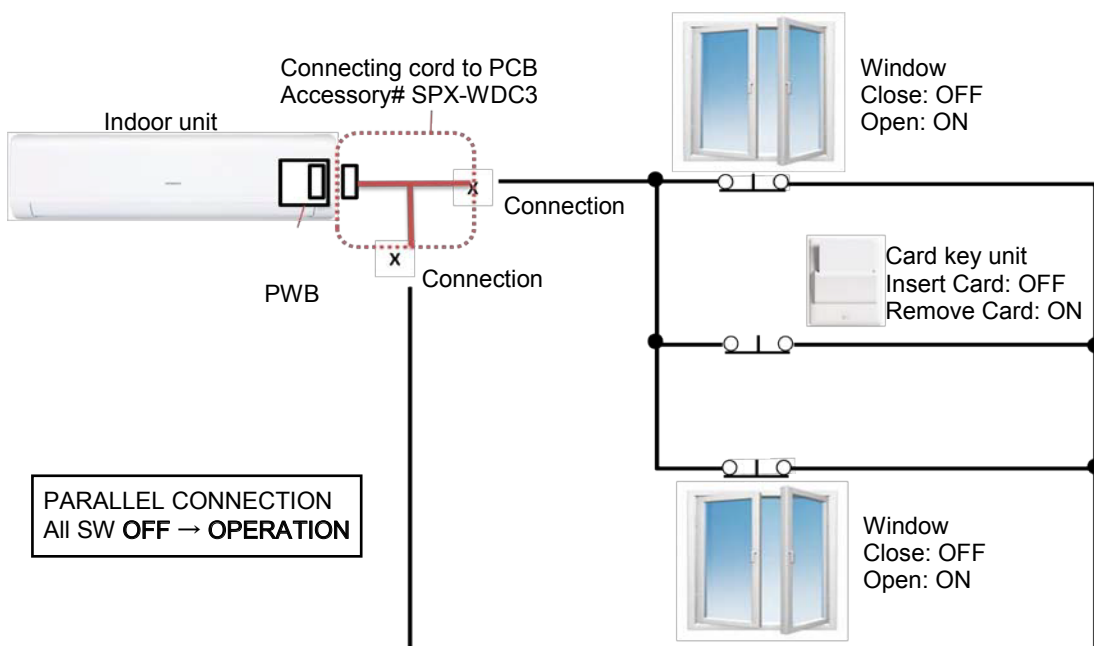 Connecting cord to PCB
Accessory# SPX-WDC3
Indoor unit
Window
Close: OFF
Open: ON
X
Connection
Card key unit
Insert Card: OFF
Remove Card: ON
X
Connection
PWB
PARALLEL CONNECTION
All SW OFF → OPERATION
Window
Close: OFF
Open: ON